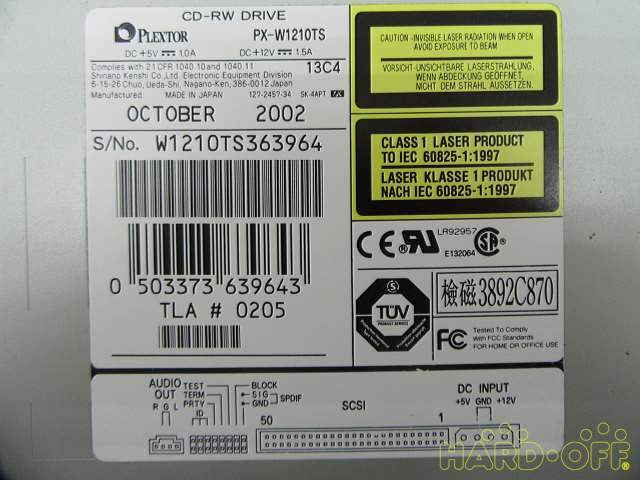 CD-RW DRIVE
PLEXTOR PX-W1210TS
DC +5V 1.0A DC+12V 1.5A
Complies with 21 CFR 1040.10 and 1040.11 13C4
Shinano Kenshi Co.,Ltd. Electronic Equipment Division
6-15-26 Chuo, Ueda-Shi, Nagano-Ken, 386-0012 Japan
Manufactured: MADE IN JAPAN 127-2457-34 SK-4APT
OCTOBER 2002
S/No. W1210TS363964
0 503373 639643
TLA # 0205
CAUTION - INVISIBLE LASER RADIATION WHEN OPEN
AVOID EXPOSURE TO BEAM
VORSICHT-UNSICHTBARE LASERSTRAHLUNG,
WENN ABDECKUNG GEÖFFNET,
NICHT DEM STRAHL AUSSETZEN.
CLASS 1 LASER PRODUCT
TO IEC 60825-1:1997
LASER KLASSE 1 PRODUKT
NACH IEC 60825-1:1997
CE UL LR92957 SA
E132064
S
TÜV
PRODUCT SERVICE
檢磁3892C870
FCC
Tested To Comply
With FCC Standards
FOR HOME OR OFFICE USE
AUDIO OUT
R G L
TEST
TERM
PRTY
ID
BLOCK
SIG
GND
SPDIF
50 SCSI 1
DC INPUT
+5V GND +12V
HARD-OFF